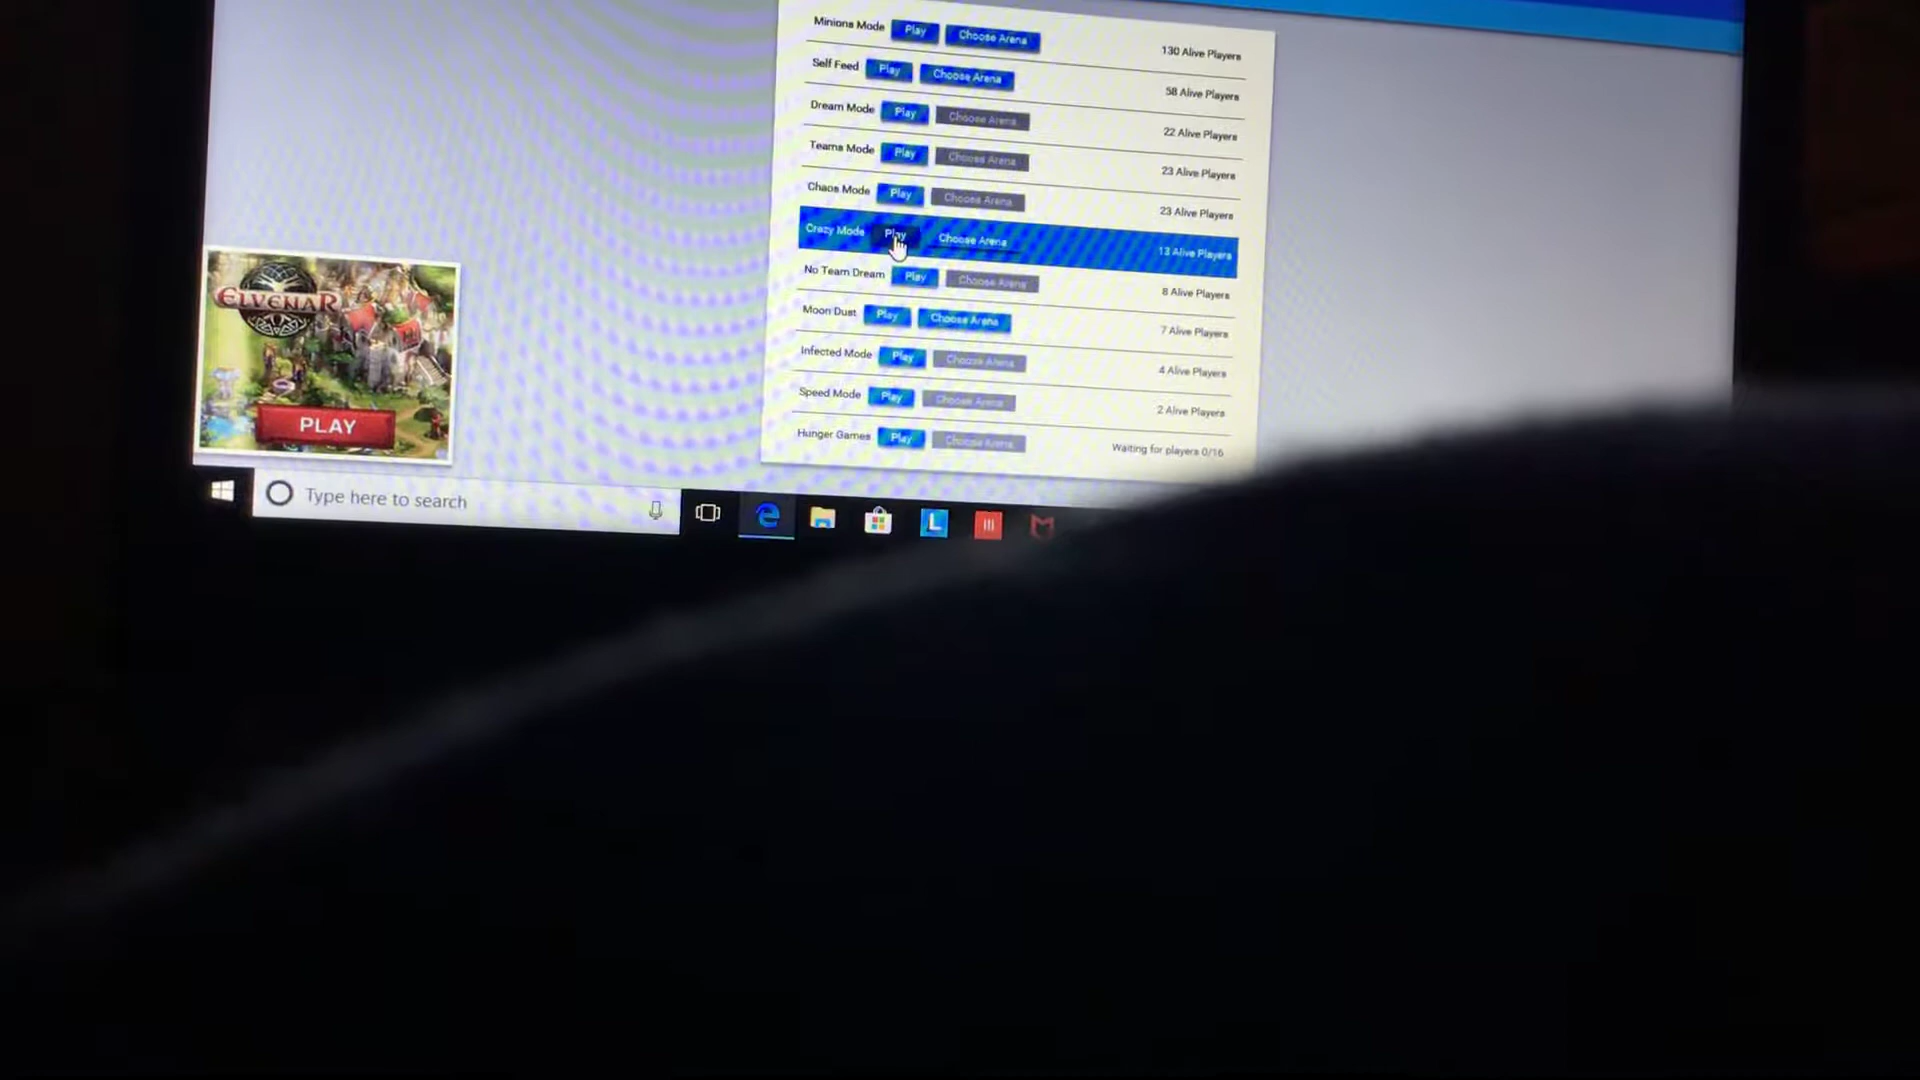 Minions Mode Play Choose Arena 130 Alive Players
Self Feed Play Choose Arena 58 Alive Players
Dream Mode Play Choose Arena 22 Alive Players
Teams Mode Play Choose Arena 23 Alive Players
Chaos Mode Play Choose Arena 23 Alive Players
Crazy Mode Play Choose Arena 13 Alive Players
No Team Dream Play Choose Arena 8 Alive Players
Moon Dust Play Choose Arena 7 Alive Players
Infected Mode Play Choose Arena 4 Alive Players
Speed Mode Play Choose Arena 2 Alive Players
Hunger Games Play Choose Arena Waiting for players 0/16
ELVENAR
PLAY
Type here to search
L